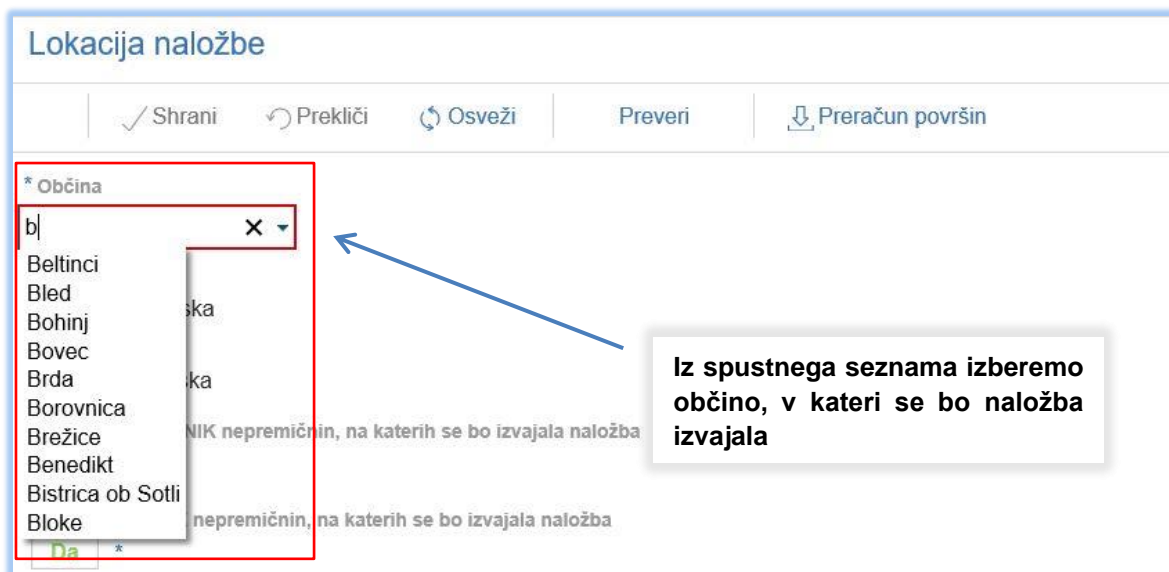 Lokacija naložbe
Shrani Prekliči Osveži Preveri Preračun površin
* Občina
b
Beltinci
Bled
Bohinj
ska
Bovec
Brda
ska
Borovnica
Brežice
NIK nepremičnin, na katerih se bo izvajala naložba
Benedikt
Bistrica ob Sotli
Bloke
nepremičnin, na katerih se bo izvajala naložba
Da *
Iz spustnega seznama izberemo
občino, v kateri se bo naložba
izvajala